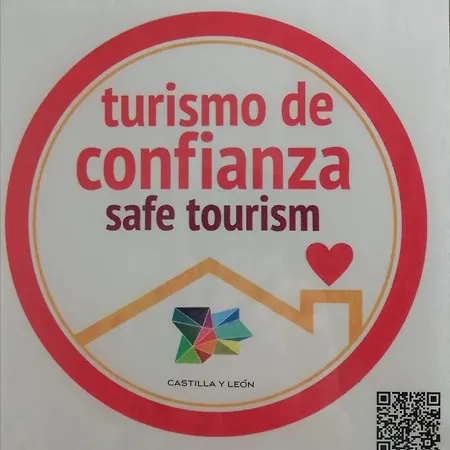 turismo de
confianza
safe tourism
CASTILLA Y LEÓN